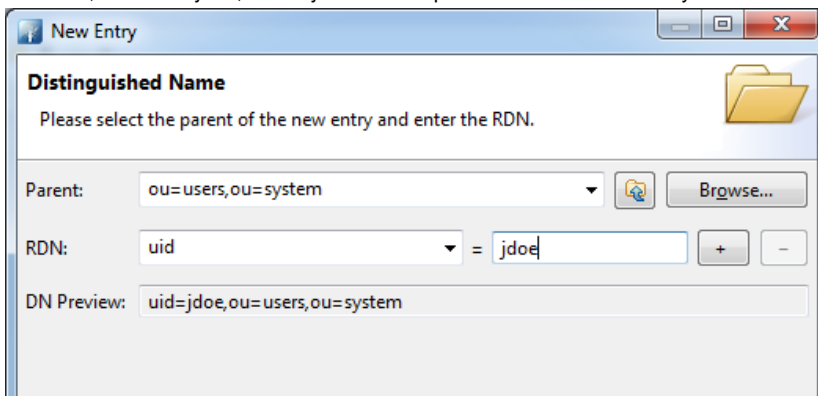 New Entry
Distinguished Name
Please select the parent of the new entry and enter the RDN.
Parent: ou=users,ou=system Browse...
RDN: uid = jdoe + -
DN Preview: uid=jdoe,ou=users,ou=system